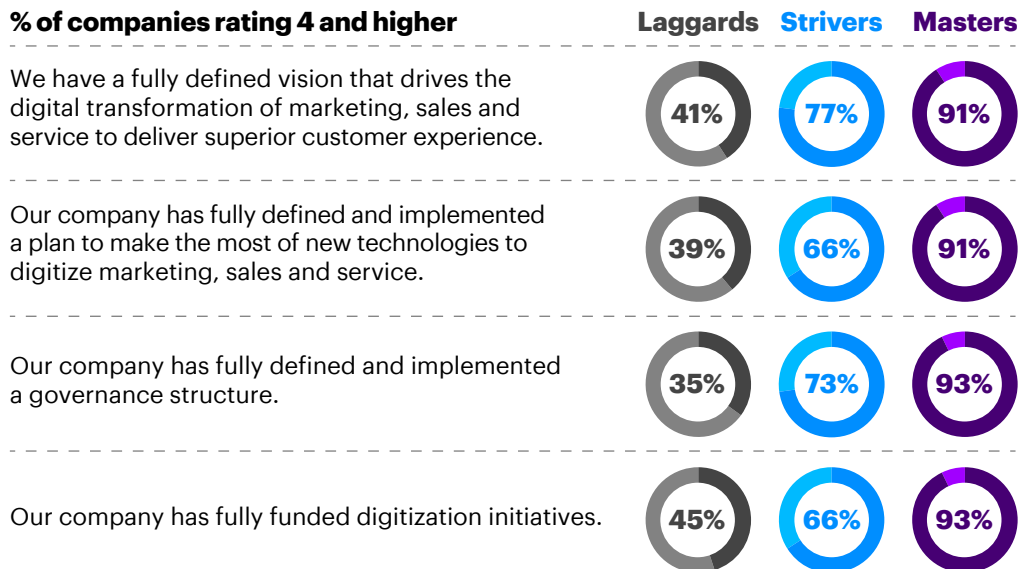 % of companies rating 4 and higher Laggards Strivers Masters
We have a fully defined vision that drives the
digital transformation of marketing, sales and
service to deliver superior customer experience.
41% 77% 91%
Our company has fully defined and implemented
a plan to make the most of new technologies to
digitize marketing, sales and service.
39% 66% 91%
Our company has fully defined and implemented
a governance structure.
35% 73% 93%
Our company has fully funded digitization initiatives.
45% 66% 93%